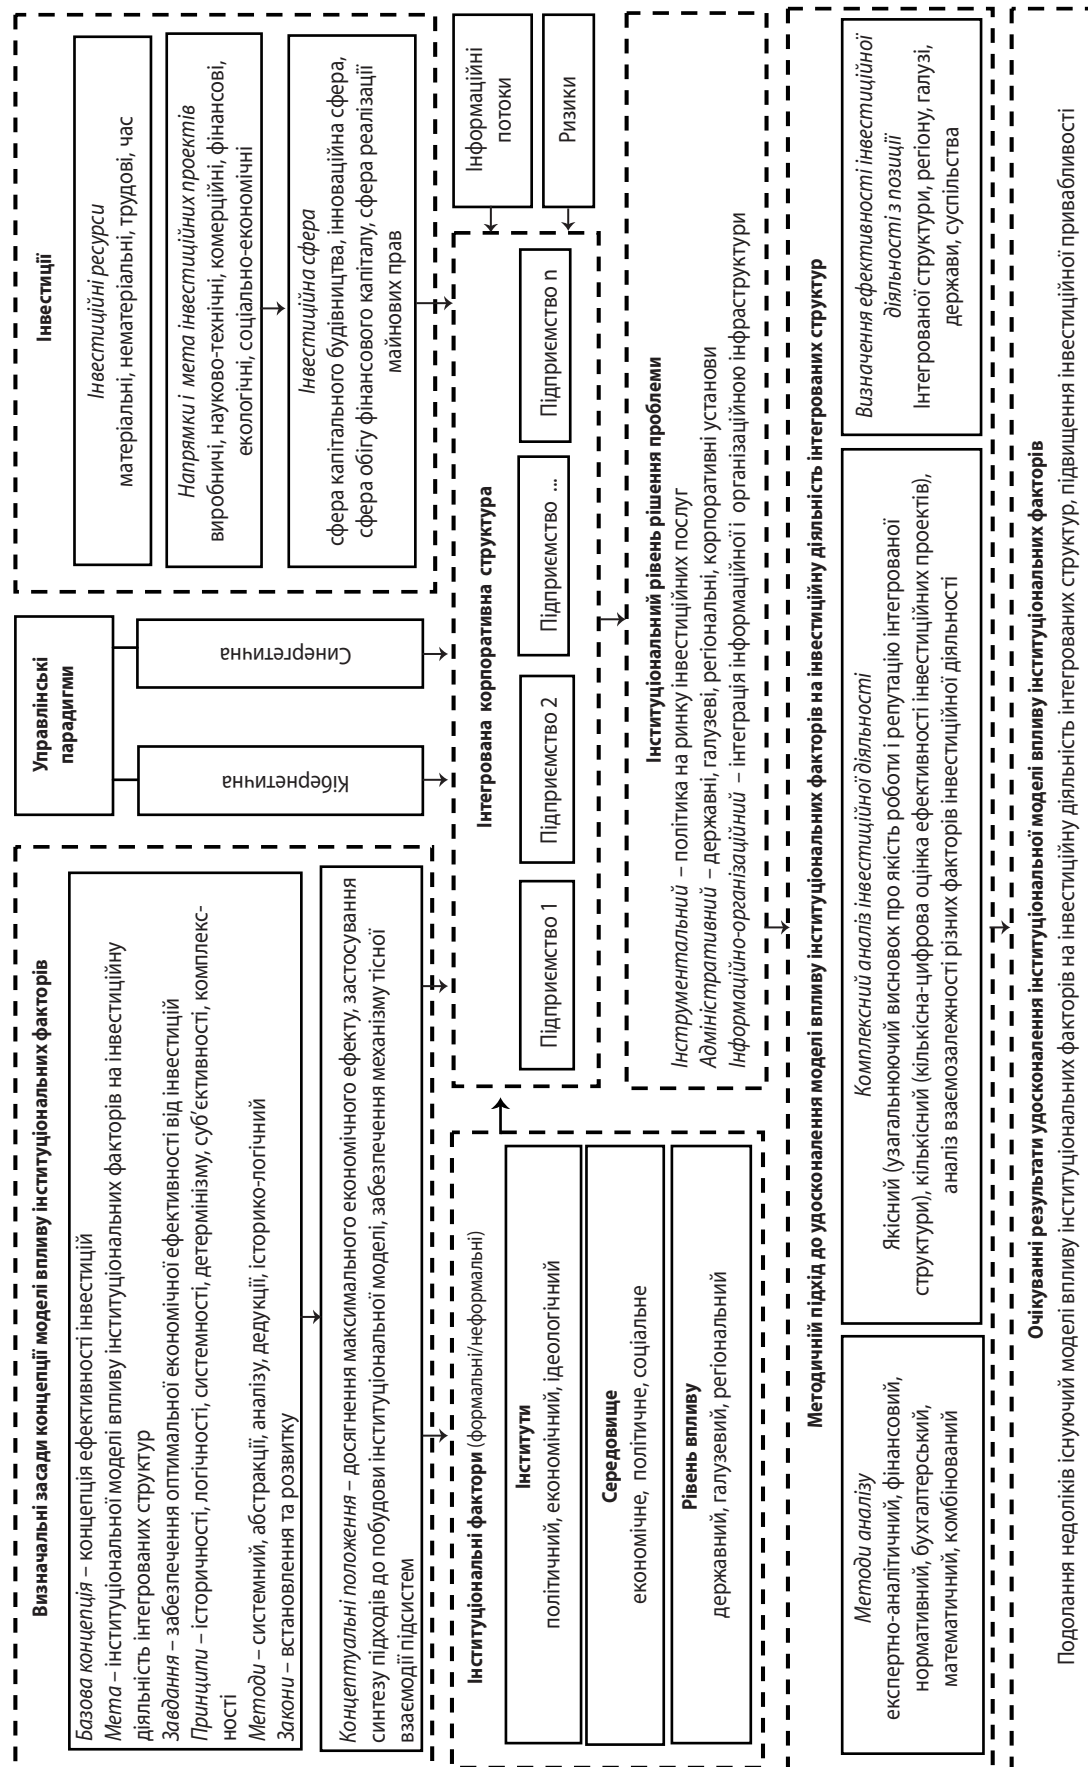 Визначальні засади концепції моделі впливу інституціональних факторів
Базова концепція – концепція ефективності інвестицій
Мета – інституціональної моделі впливу інституціональних факторів на інвестиційну
діяльність інтегрованих структур
Завдання – забезпечення оптимальної економічної ефективності від інвестицій
Принципи – історичності, логічності, системності, детермінізму, суб’єктивності, комплекс-
ності
Методи – системний, абстракції, аналізу, дедукції, історико-логічний
Закони – встановлення та розвитку
Концептуальні положення – досягнення максимального економічного ефекту, застосування
синтезу підходів до побудови інституціональної моделі, забезпечення механізму тісної
взаємодії підсистем
Управлінські
парадигми
Кібернетична
Синергетична
Інвестиції
Інвестиційні ресурси
матеріальні, нематеріальні, трудові, час
Напрямки і мета інвестиційних проектів
виробничі, науково-технічні, комерційні, фінансові,
екологічні, соціально-економічні
Інвестиційна сфера
сфера капітального будівництва, інноваційна сфера,
сфера обігу фінансового капіталу, сфера реалізації
майнових прав
Інституціональні фактори (формальні/неформальні)
Інститути
політичний, економічний, ідеологічний
Середовище
економічне, політичне, соціальне
Рівень впливу
державний, галузевий, регіональний
Інтегрована корпоративна структура
Підприємство 1
Підприємство 2
Підприємство ...
Підприємство n
Інформаційні
потоки
Ризики
Інституціональний рівень рішення проблеми
Інструментальний – політика на ринку інвестиційних послуг
Адміністративний – державні, галузеві, регіональні, корпоративні установи
Інформаційно-організаційний – інтеграція інформаційної і організаційною інфраструктури
Методичній підхід до удосконалення моделі впливу інституціональних факторів на інвестиційну діяльність інтегрованих структур
Методи аналізу
експертно-аналітичний, фінансовий,
нормативний, бухгалтерський,
математичний, комбінований
Комплексний аналіз інвестиційної діяльності
Якісний (узагальнюючий висновок про якість роботи і репутацію інтегрованої
структури), кількісний (кількісна-цифрова оцінка ефективності інвестиційних проектів),
аналіз взаємозалежності різних факторів інвестиційної діяльності
Визначення ефективності інвестиційної
діяльності з позиції
Інтегрованої структури, регіону, галузі,
держави, суспільства
Очікуванні результати удосконалення інституціональної моделі впливу інституціональних факторів
Подолання недоліків існуючий моделі впливу інституціональних факторів на інвестиційну діяльність інтегрованих структур, підвищення інвестиційної привабливості